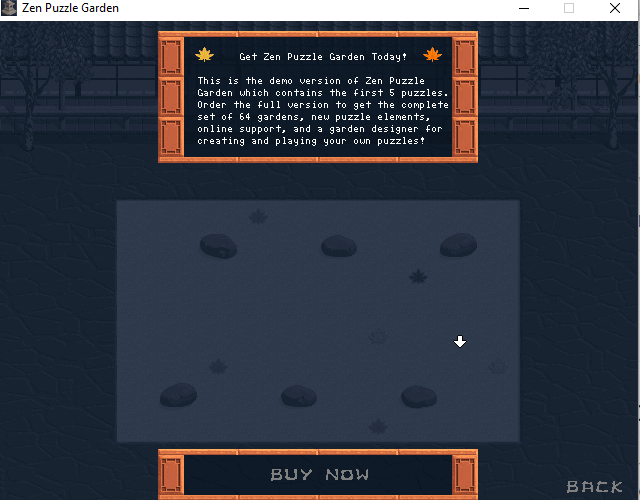 Zen Puzzle Garden
Get Zen Puzzle Garden Today!
This is the demo version of Zen Puzzle
Garden which contains the first 5 puzzles.
Order the full version to get the complete
set of 64 gardens, new puzzle elements,
online support, and a garden designer for
creating and playing your own puzzles!
BUY NOW
BACK